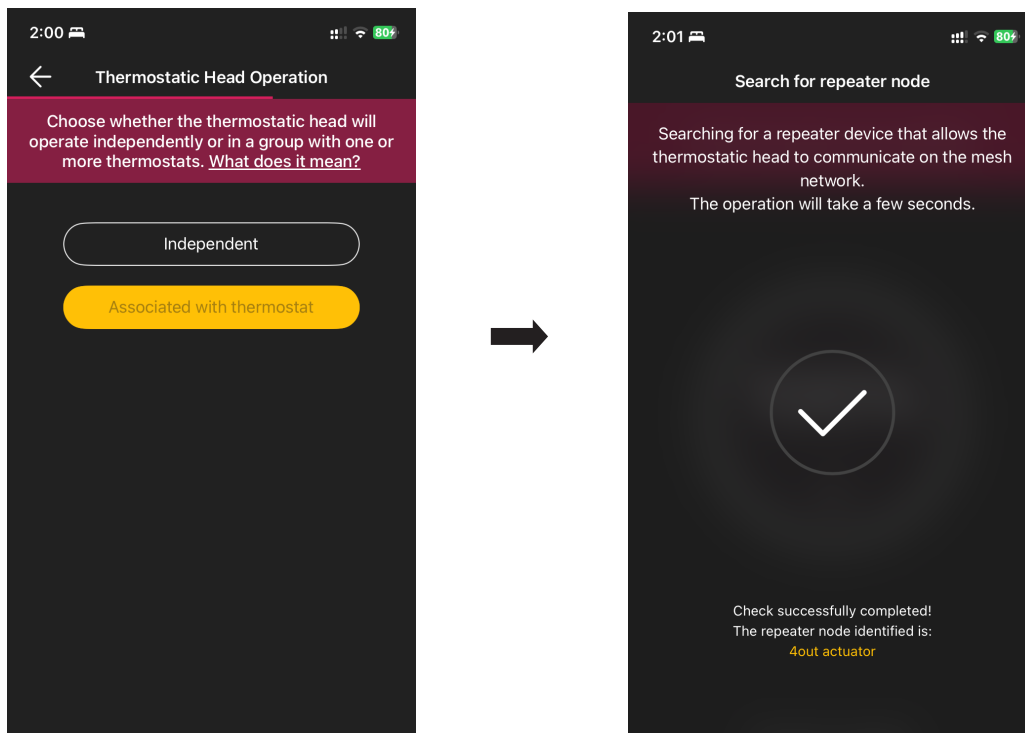 2:00
80
Thermostatic Head Operation
Choose whether the thermostatic head will
operate independently or in a group with one or
more thermostats. What does it mean?
Independent
Associated with thermostat
2:01
80
Search for repeater node
Searching for a repeater device that allows the
thermostatic head to communicate on the mesh
network.
The operation will take a few seconds.
Check successfully completed!
The repeater node identified is:
4out actuator